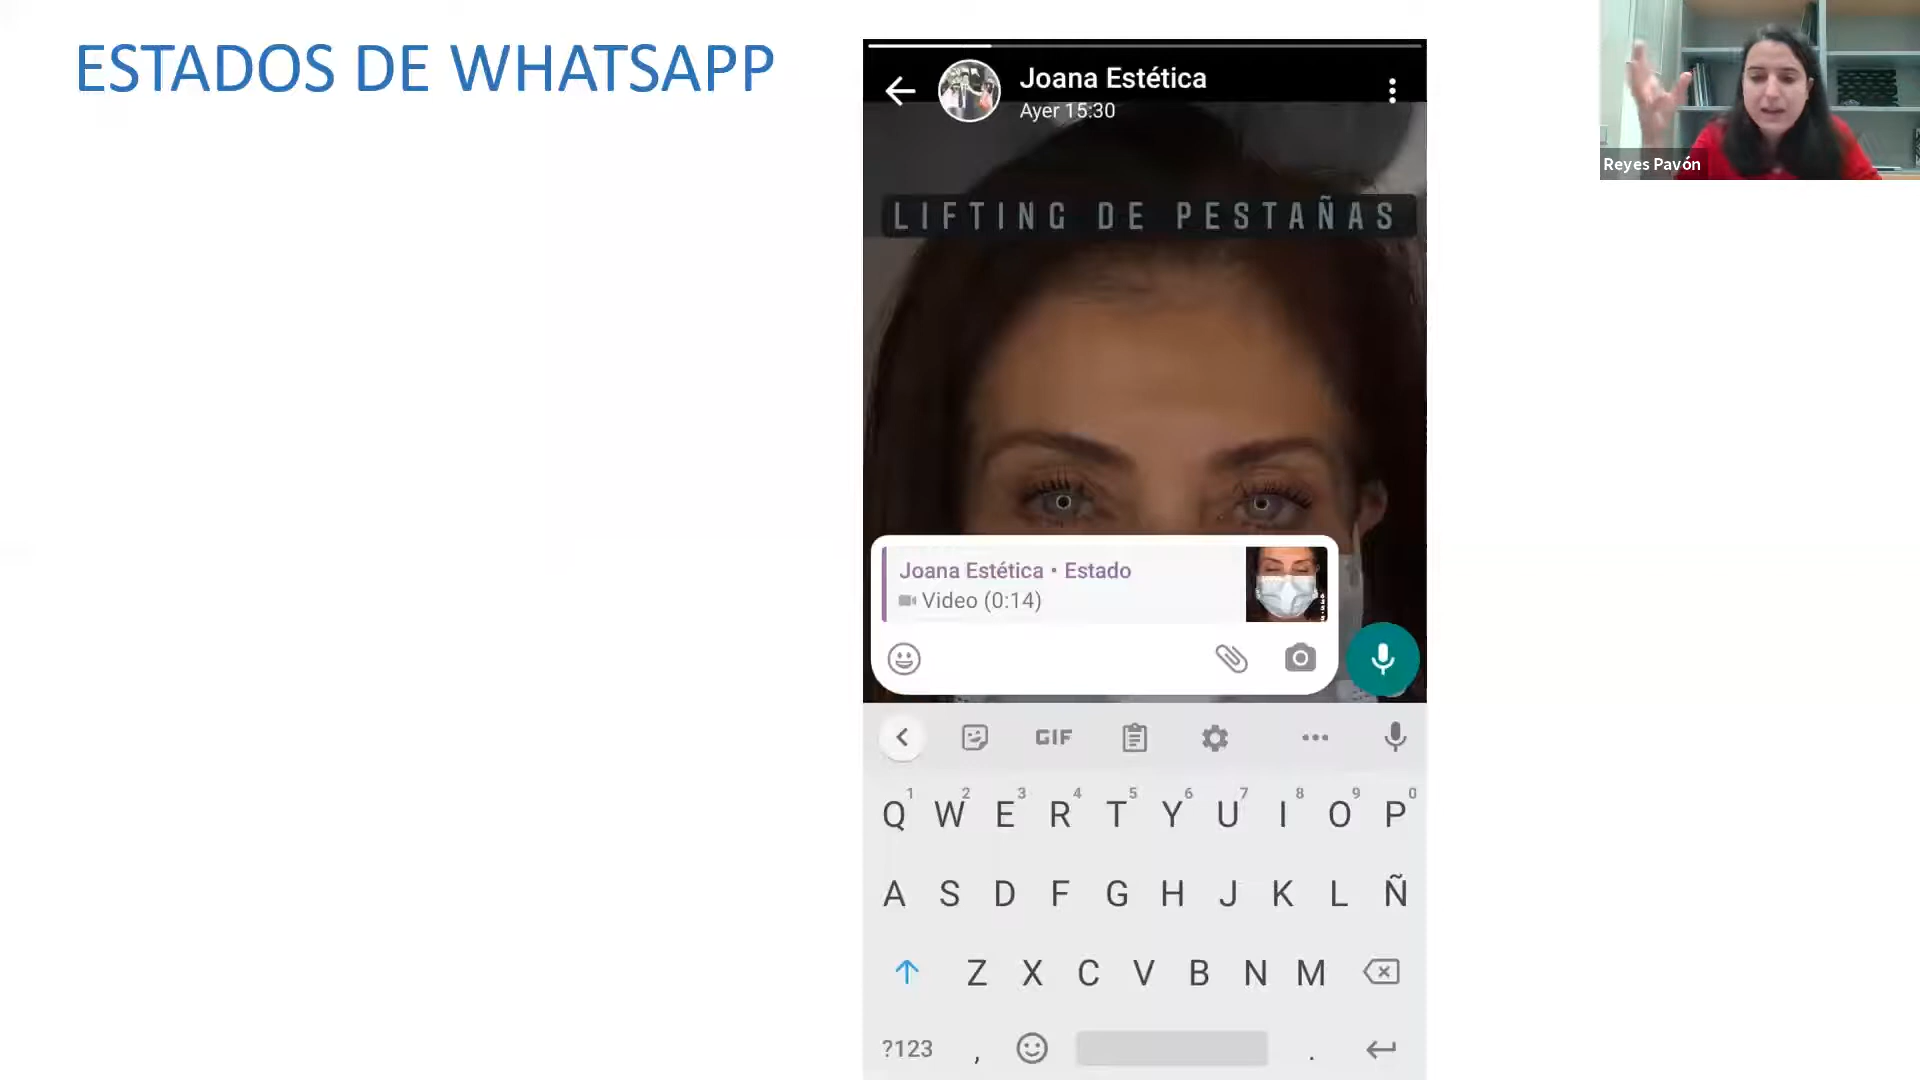 ESTADOS DE WHATSAPP
Joana Estética
Ayer 15:30
LIFTING DE PESTAÑAS
Reyes Pavón
Joana Estética • Estado
Video (0:14)
GIF
1 2 3 4 5 6 7 8 9 0
Q W E R T Y U I O P
A S D F G H J K L Ñ
Z X C V B N M
?123 , .